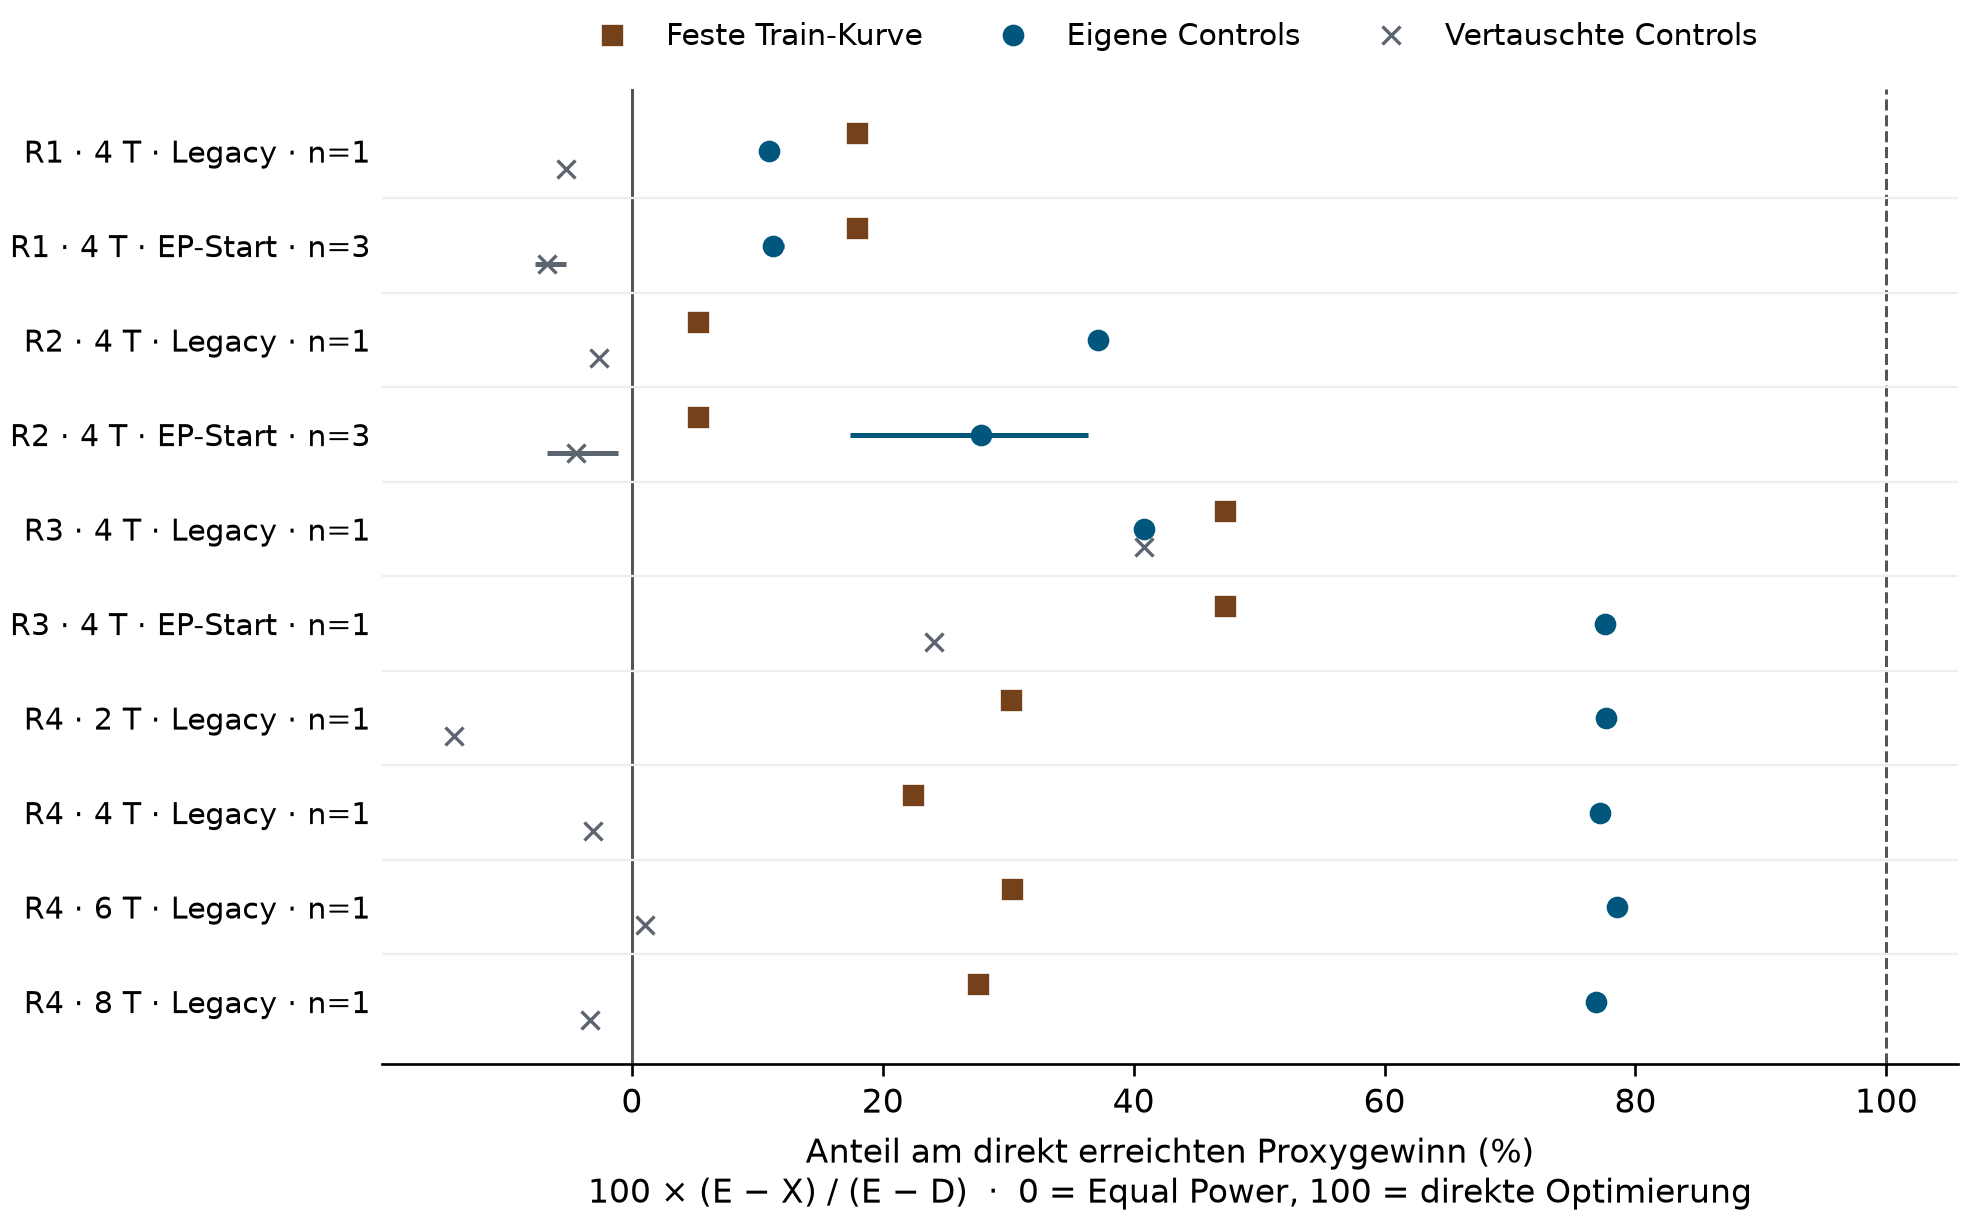 Feste Train-Kurve Eigene Controls Vertauschte Controls
R1 · 4 T · Legacy · n=1
R1 · 4 T · EP-Start · n=3
R2 · 4 T · Legacy · n=1
R2 · 4 T · EP-Start · n=3
R3 · 4 T · Legacy · n=1
R3 · 4 T · EP-Start · n=1
R4 · 2 T · Legacy · n=1
R4 · 4 T · Legacy · n=1
R4 · 6 T · Legacy · n=1
R4 · 8 T · Legacy · n=1
0 20 40 60 80 100
Anteil am direkt erreichten Proxygewinn (%)
100 × (E − X) / (E − D) · 0 = Equal Power, 100 = direkte Optimierung